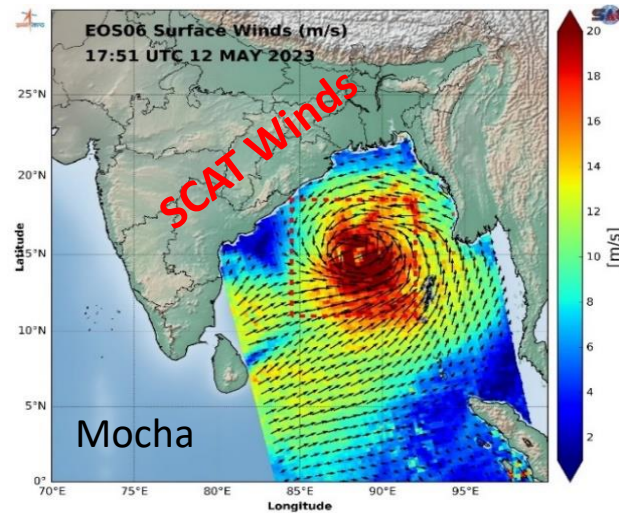 EOS06 Surface Winds (m/s)
17:51 UTC 12 MAY 2023
SCAT Winds
Mocha
Latitude
25°N
20°N
15°N
10°N
5°N
0°
70°E
75°E
80°E
85°E
90°E
95°E
Longitude
20
18
16
14
12
10
8
6
4
2
[m/s]